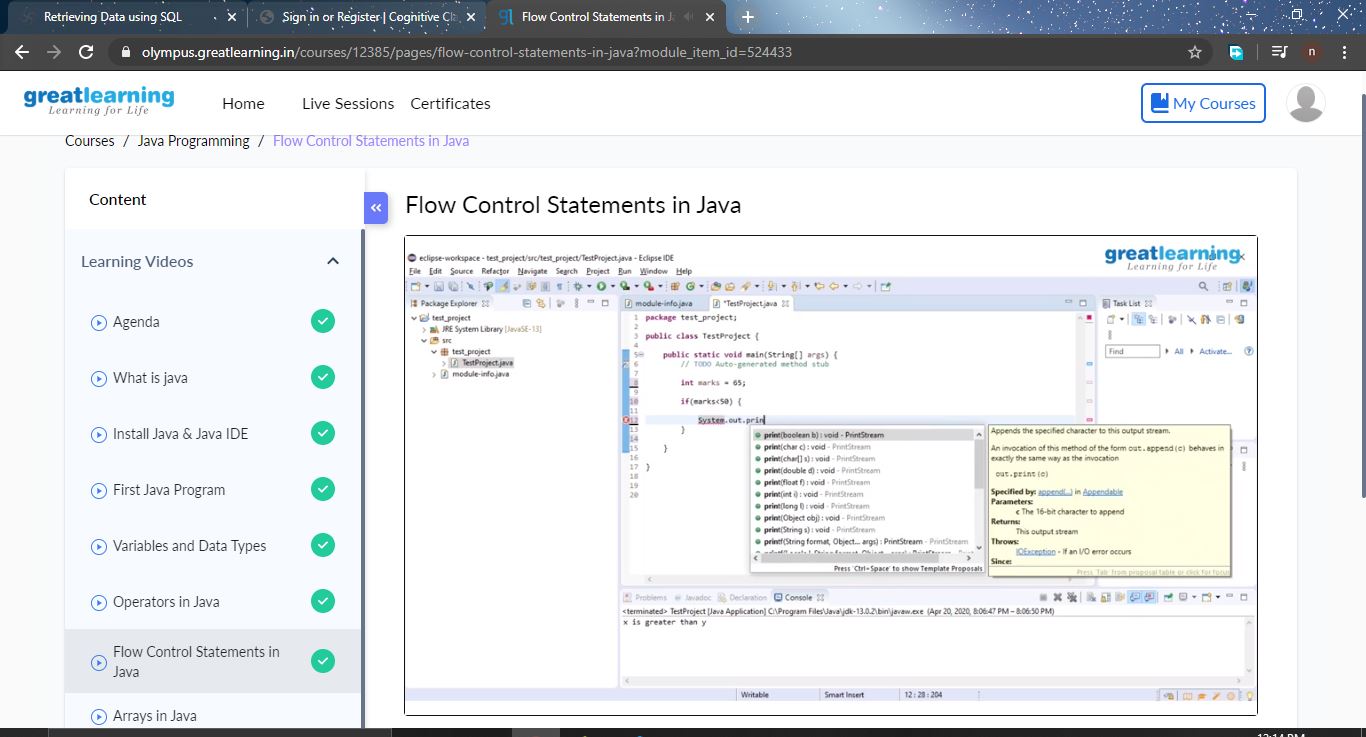 Retrieving Data using SQL
Sign in or Register | Cognitive Cl
Flow Control Statements in J
olympus.greatlearning.in/courses/12385/pages/flow-control-statements-in-java?module_item_id=524433
n
greatlearning
Learning for Life
Home
Live Sessions
Certificates
My Courses
Courses / Java Programming / Flow Control Statements in Java
Content
Learning Videos
Agenda
What is java
Install Java & Java IDE
First Java Program
Variables and Data Types
Operators in Java
Flow Control Statements in
Java
Arrays in Java
Flow Control Statements in Java
eclipse-workspace - test_project/src/test_project/TestProject.java - Eclipse IDE
greatlearning
Learning for Life
File Edit Source Refactor Navigate Search Project Run Window Help
Package Explorer
test_project
JRE System Library [JavaSE-13]
src
test_project
TestProject.java
module-info.java
module-info.java
*TestProject.java
1 package test_project;
2
3 public class TestProject {
4
5 public static void main(String[] args) {
6 // TODO Auto-generated method stub
7
8 int marks = 65;
9
10 if(marks<50) {
11
12 System.out.prin
13 }
14
15 }
16
17 }
18
19
20
print(boolean b) : void - PrintStream
print(char c) : void - PrintStream
print(char[] s) : void - PrintStream
print(double d) : void - PrintStream
print(float f) : void - PrintStream
print(int i) : void - PrintStream
print(long l) : void - PrintStream
print(Object obj) : void - PrintStream
print(String s) : void - PrintStream
printf(String format, Object... args) : PrintStream - PrintStream
Press 'Ctrl+Space' to show Template Proposals
Appends the specified character to this output stream.
An invocation of this method of the form out.append(c) behaves in
exactly the same way as the invocation
out.print(c)
Specified by: append(...) in Appendable
Parameters:
c The 16-bit character to append
Returns:
This output stream
Throws:
IOException - If an I/O error occurs
Since:
Press 'Tab' from proposal table or click for focus
Task List
Find
All
Activate...
Problems
Javadoc
Declaration
Console
<terminated> TestProject [Java Application] C:\Program Files\Java\jdk-13.0.2\bin\javaw.exe (Apr 20, 2020, 8:06:47 PM – 8:06:50 PM)
x is greater than y
Writable
Smart Insert
12 : 28 : 204